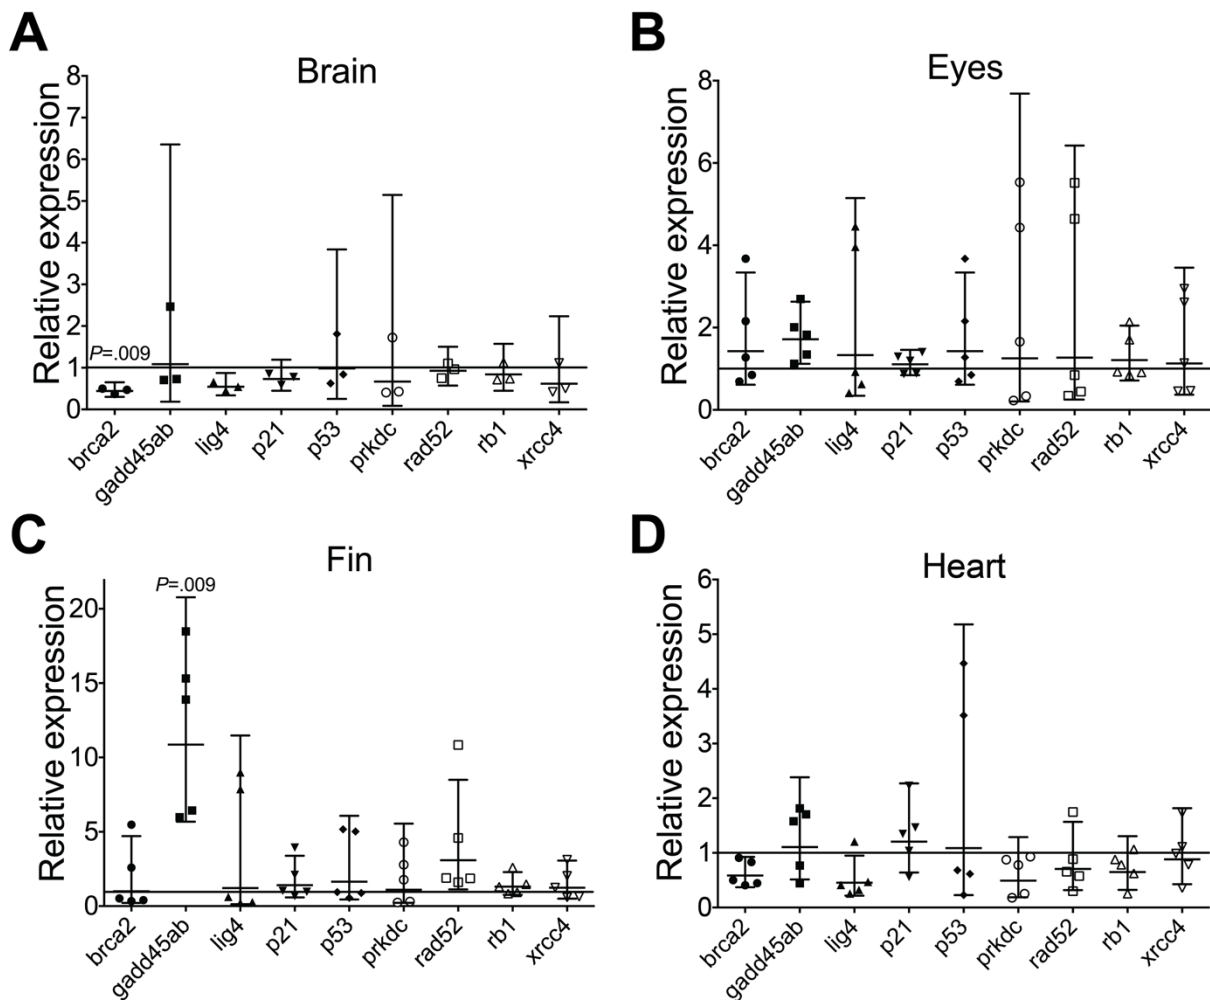 A
Brain
Relative expression
8
7
6
5
4
3
2
1
0
P=.009
brca2
gadd45ab
lig4
p21
p53
prkdc
rad52
rb1
xrcc4
B
Eyes
Relative expression
8
6
4
2
0
brca2
gadd45ab
lig4
p21
p53
prkdc
rad52
rb1
xrcc4
C
Fin
Relative expression
20
15
10
5
0
P=.009
brca2
gadd45ab
lig4
p21
p53
prkdc
rad52
rb1
xrcc4
D
Heart
Relative expression
6
5
4
3
2
1
0
brca2
gadd45ab
lig4
p21
p53
prkdc
rad52
rb1
xrcc4